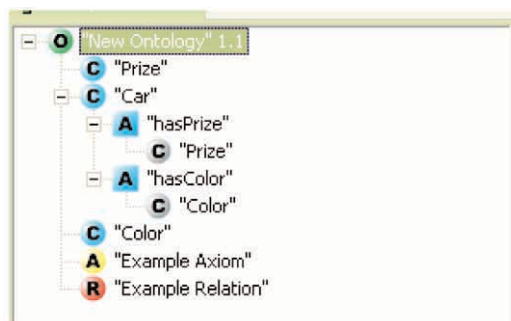 O "New Ontology" 1.1
C "Prize"
C "Car"
A "hasPrize"
C "Prize"
A "hasColor"
C "Color"
C "Color"
A "Example Axiom"
R "Example Relation"